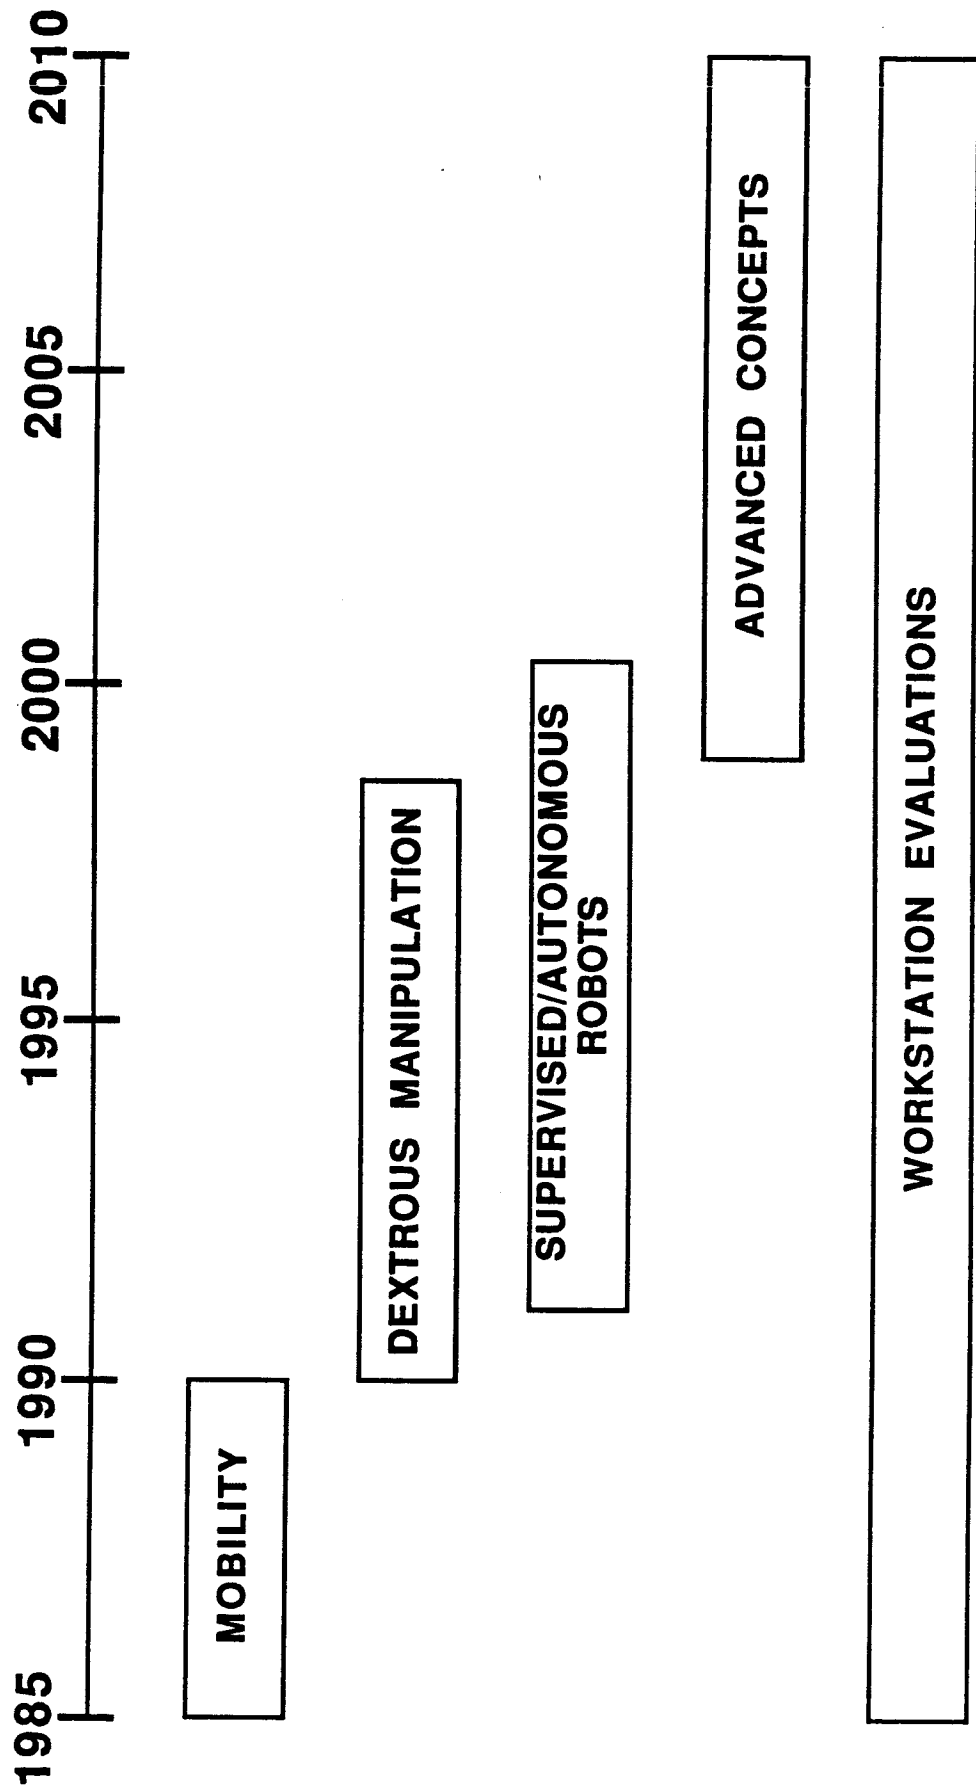 1985
1990
1995
2000
2005
2010
MOBILITY
DEXTROUS MANIPULATION
SUPERVISED/AUTONOMOUS
ROBOTS
ADVANCED CONCEPTS
WORKSTATION EVALUATIONS